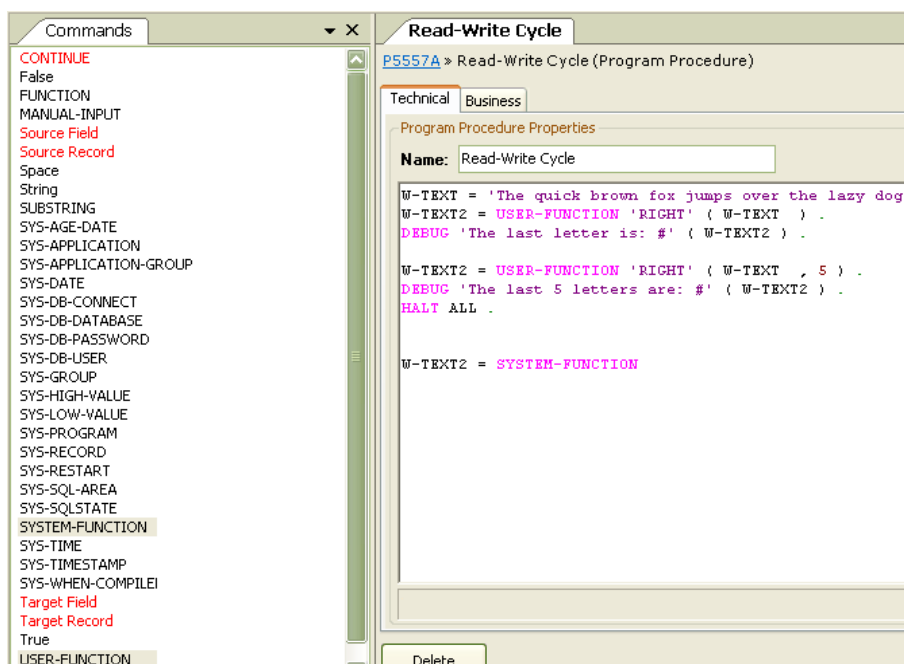 Commands
CONTINUE
False
FUNCTION
MANUAL-INPUT
Source Field
Source Record
Space
String
SUBSTRING
SYS-AGE-DATE
SYS-APPLICATION
SYS-APPLICATION-GROUP
SYS-DATE
SYS-DB-CONNECT
SYS-DB-DATABASE
SYS-DB-PASSWORD
SYS-DB-USER
SYS-GROUP
SYS-HIGH-VALUE
SYS-LOW-VALUE
SYS-PROGRAM
SYS-RECORD
SYS-RESTART
SYS-SQL-AREA
SYS-SQLSTATE
SYSTEM-FUNCTION
SYS-TIME
SYS-TIMESTAMP
SYS-WHEN-COMPILE
Target Field
Target Record
True
USER-FUNCTION
Read-Write Cycle
P5557A » Read-Write Cycle (Program Procedure)
Technical Business
Program Procedure Properties
Name: Read-Write Cycle
W-TEXT = 'The quick brown fox jumps over the lazy dog
W-TEXT2 = USER-FUNCTION 'RIGHT' ( W-TEXT ) .
DEBUG 'The last letter is: #' ( W-TEXT2 ) .
W-TEXT2 = USER-FUNCTION 'RIGHT' ( W-TEXT , 5 ) .
DEBUG 'The last 5 letters are: #' ( W-TEXT2 ) .
HALT ALL .
W-TEXT2 = SYSTEM-FUNCTION
Delete